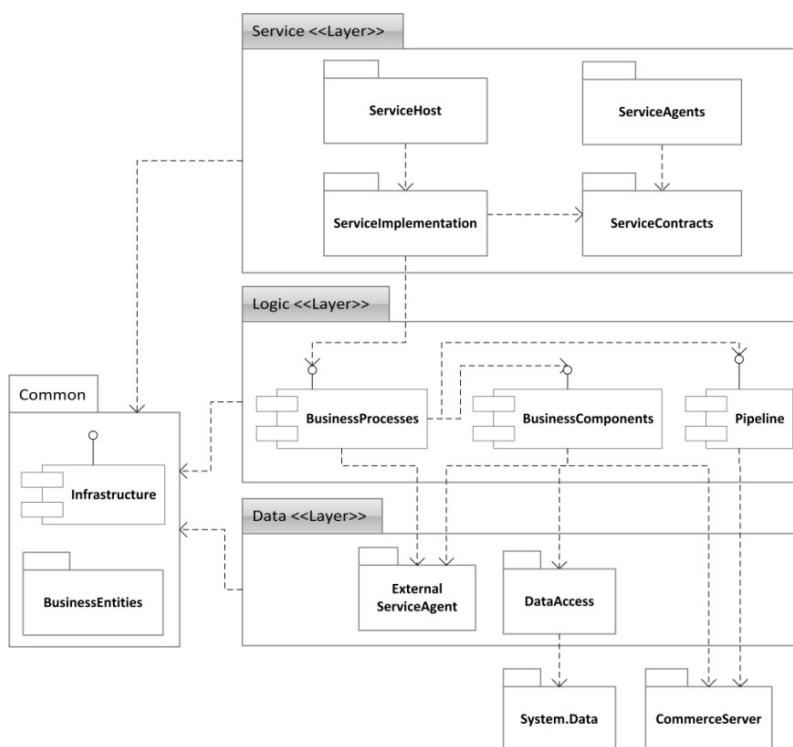 Service <<Layer>>
ServiceHost
ServiceAgents
ServiceImplementation
ServiceContracts
Logic <<Layer>>
BusinessProcesses
BusinessComponents
Pipeline
Common
Infrastructure
BusinessEntities
Data <<Layer>>
External
ServiceAgent
DataAccess
System.Data
CommerceServer